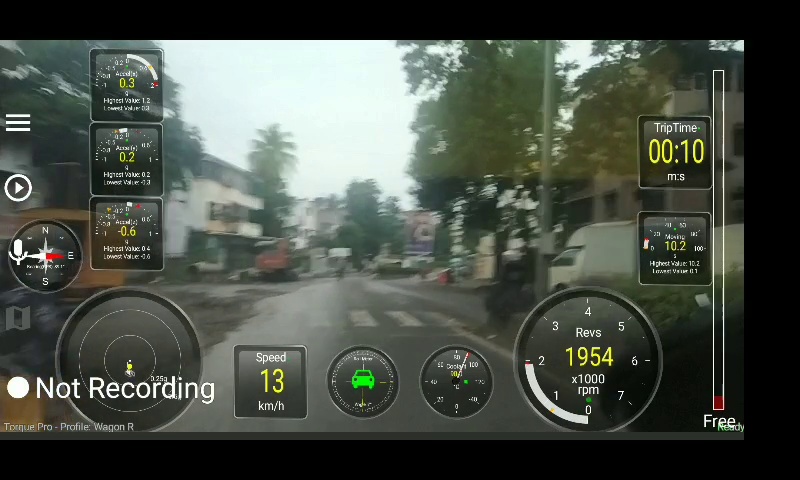 Accel(x)
0.3
g
Highest Value: 1.2
Lowest Value: 0.3
Accel(y)
0.2
g
Highest Value: 0.2
Lowest Value: -0.3
Accel(z)
-0.6
g
Highest Value: 0.4
Lowest Value: -0.6
TripTime
00:10
m:s
Moving
10.2
s
Highest Value: 10.2
Lowest Value: 0.1
N
E
S
Speed
13
km/h
Coolant
Revs
1954
x1000
rpm
0
1
2
3
4
5
6
7
Not Recording
Free
Torque Pro - Profile: Wagon R
Ready